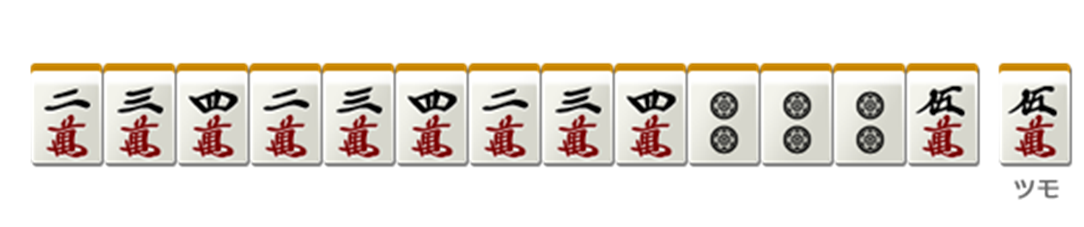 二 三 四 二 三 四 二 三 四 伍 伍
萬 萬 萬 萬 萬 萬 萬 萬 萬 萬 萬
ツモ